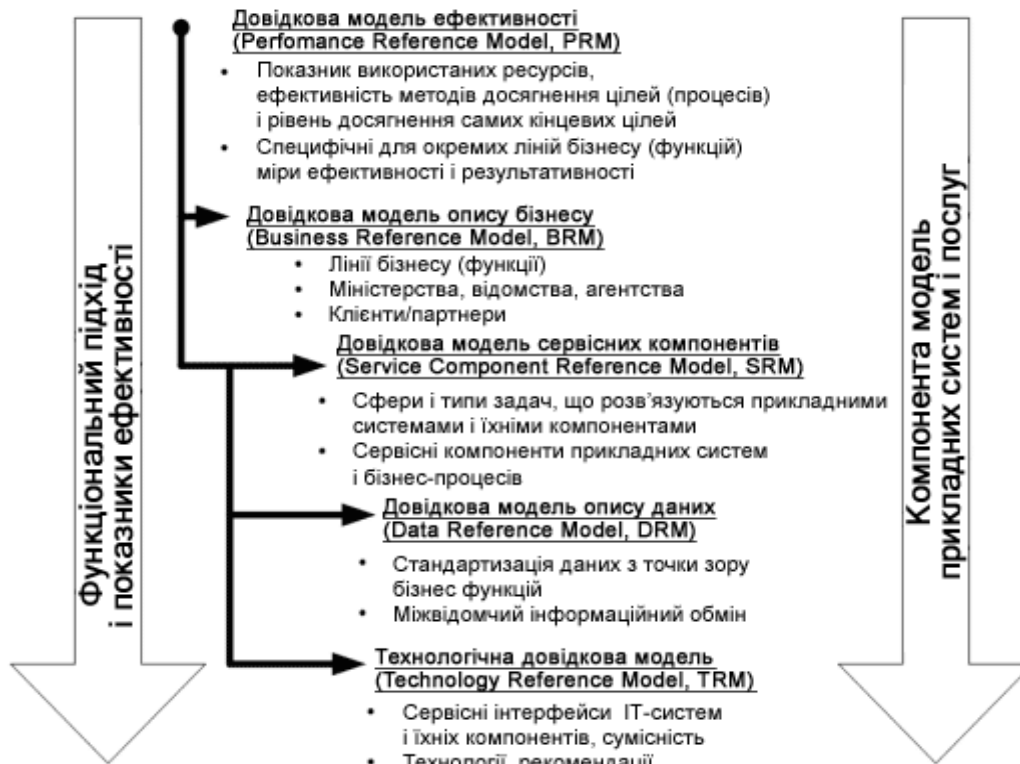 Довідкова модель ефективності
(Perfomance Reference Model, PRM)
• Показник використаних ресурсів,
ефективність методів досягнення цілей (процесів)
і рівень досягнення самих кінцевих цілей
• Специфічні для окремих ліній бізнесу (функцій)
міри ефективності і результативності
Довідкова модель опису бізнесу
(Business Reference Model, BRM)
• Лінії бізнесу (функції)
• Міністерства, відомства, агентства
• Клієнти/партнери
Довідкова модель сервісних компонентів
(Service Component Reference Model, SRM)
• Сфери і типи задач, що розв'язуються прикладними
системами і їхніми компонентами
• Сервісні компоненти прикладних систем
і бізнес-процесів
Довідкова модель опису даних
(Data Reference Model, DRM)
• Стандартизація даних з точки зору
бізнес функцій
• Міжвідомчий інформаційний обмін
Технологічна довідкова модель
(Technology Reference Model, TRM)
• Сервісні інтерфейси ІТ-систем
і їхніх компонентів, сумісність
• Технології, рекомендації
Функціональний підхід
і показники ефективності
Компонента модель
прикладних систем і послуг